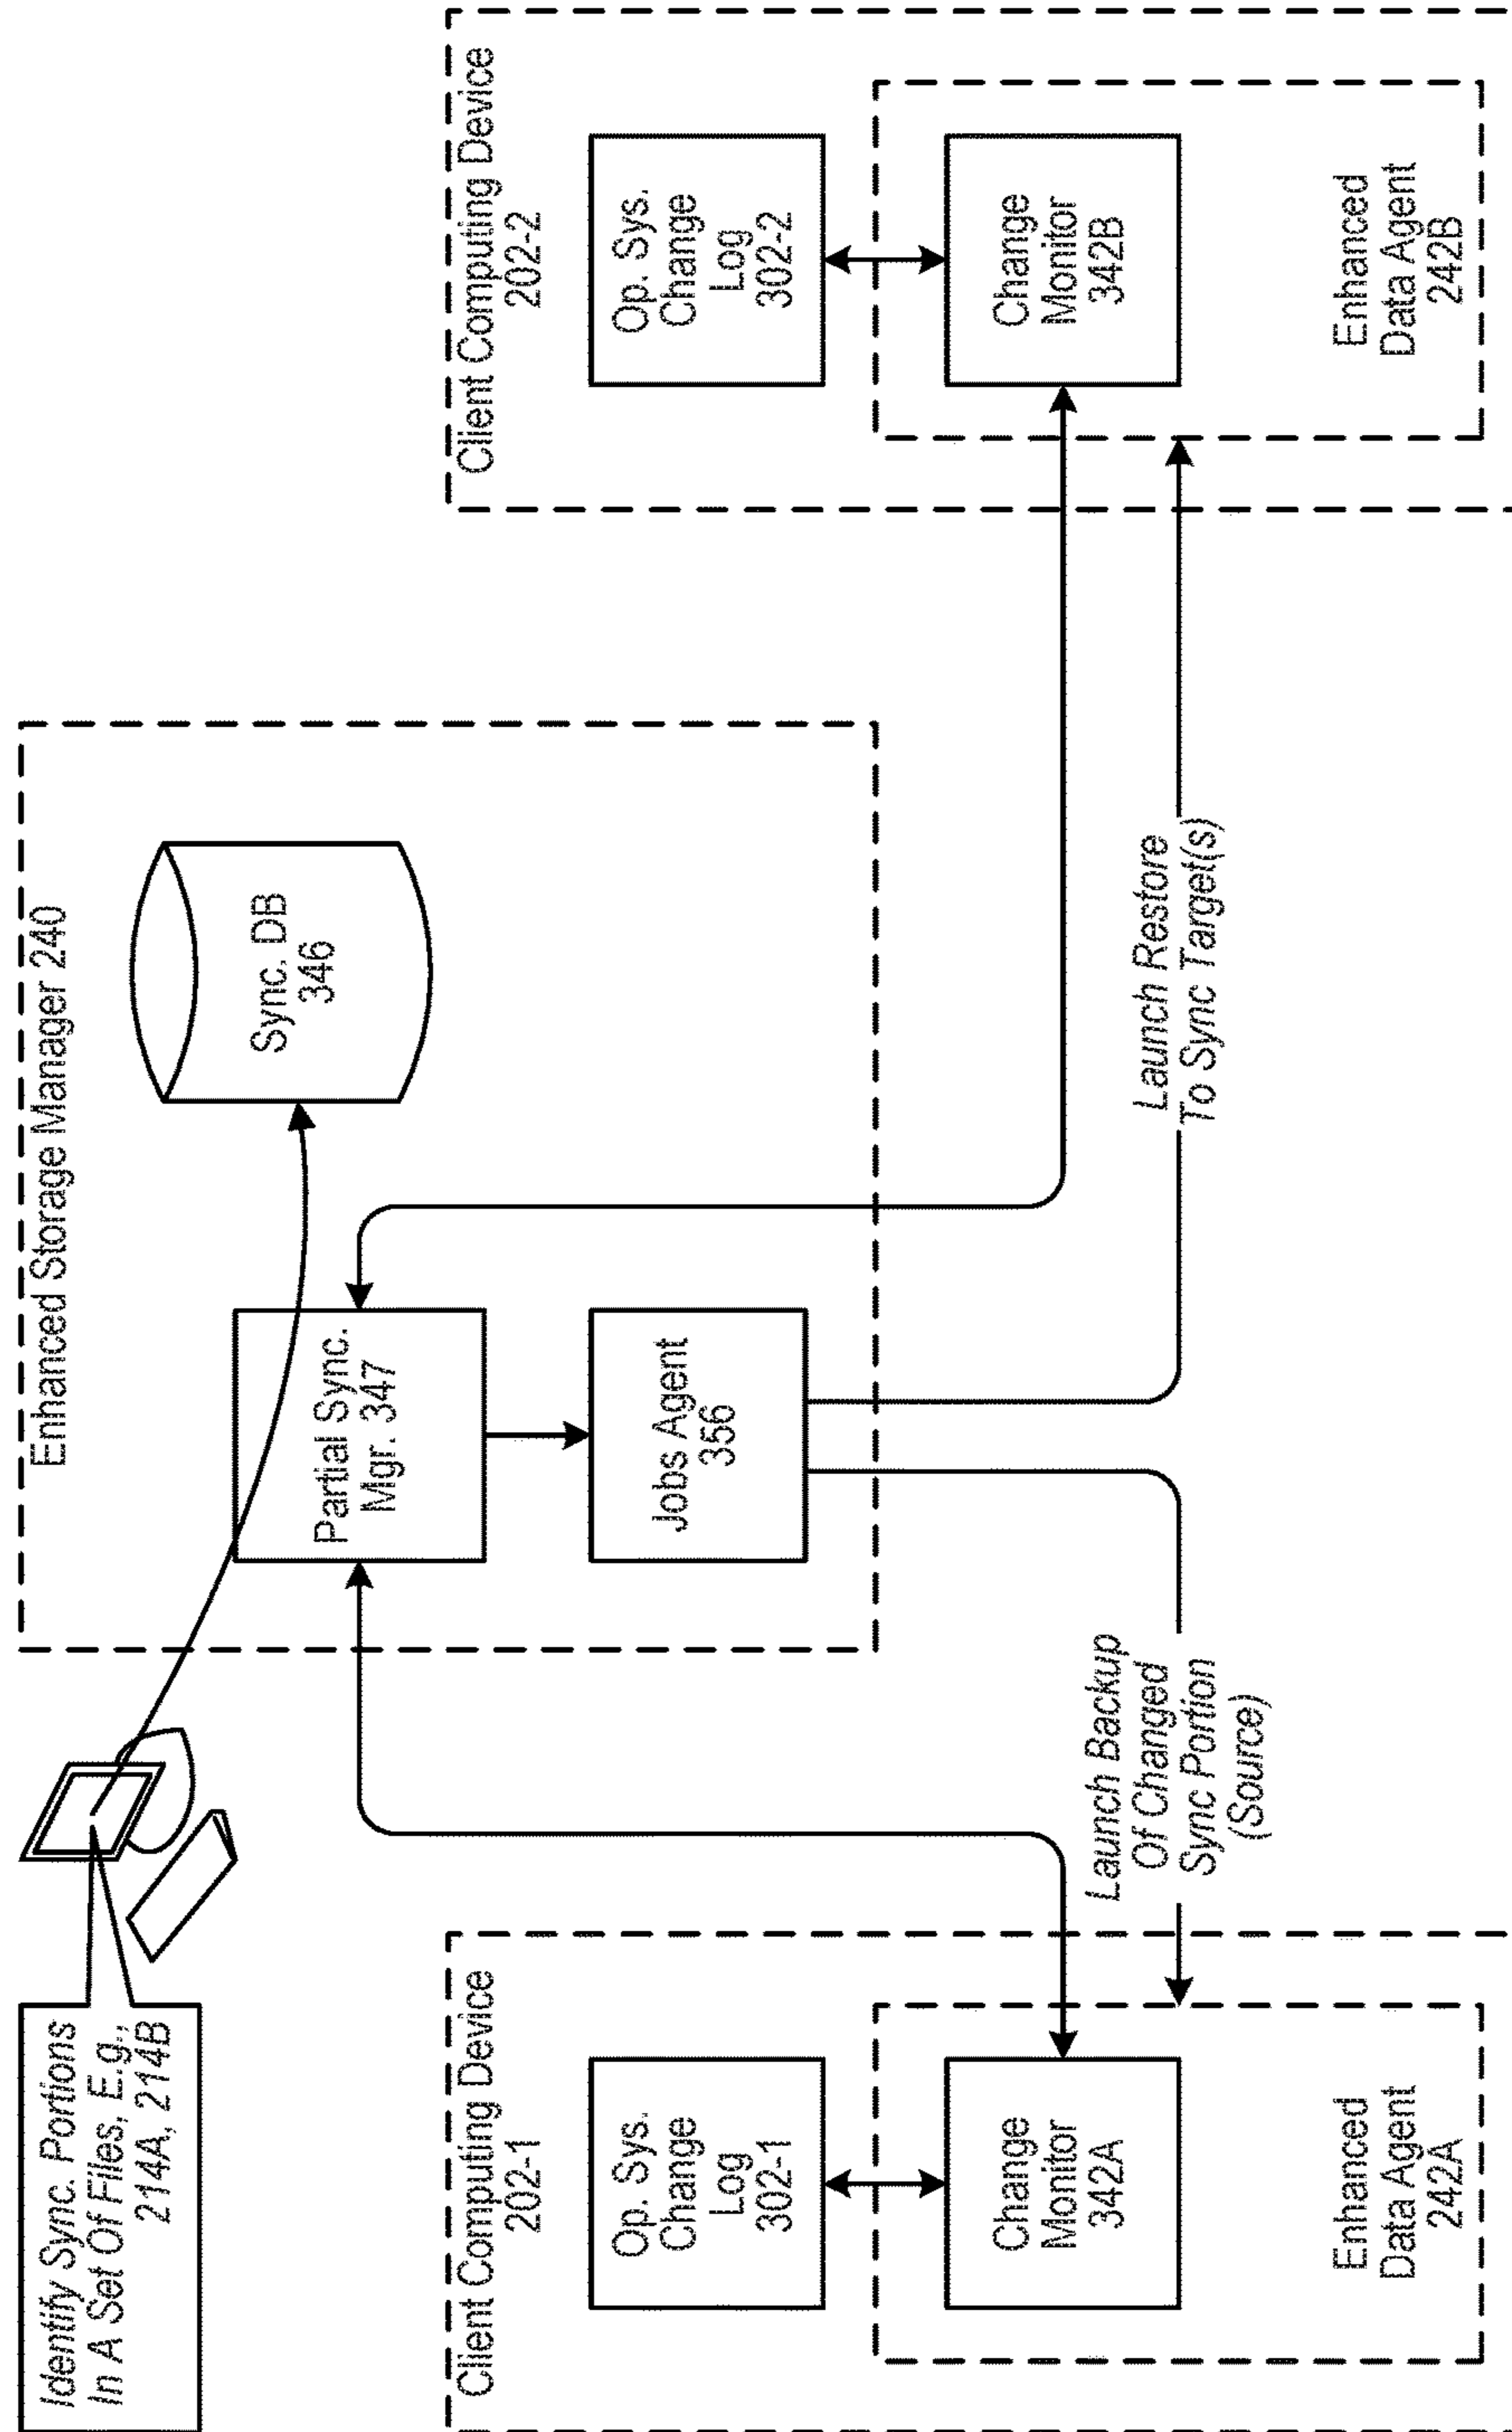 Identify Sync. Portions
In A Set Of Files, E.g.,
214A, 214B
Enhanced Storage Manager 240
Sync. DB
346
Partial Sync.
Mgr. 347
Jobs Agent
356
Client Computing Device
202-1
Op. Sys.
Change
Log
302-1
Change
Monitor
342A
Enhanced
Data Agent
242A
Launch Backup
Of Changed
Sync Portion
(Source)
Launch Restore
To Sync Target(s)
Client Computing Device
202-2
Op. Sys.
Change
Log
302-2
Change
Monitor
342B
Enhanced
Data Agent
242B